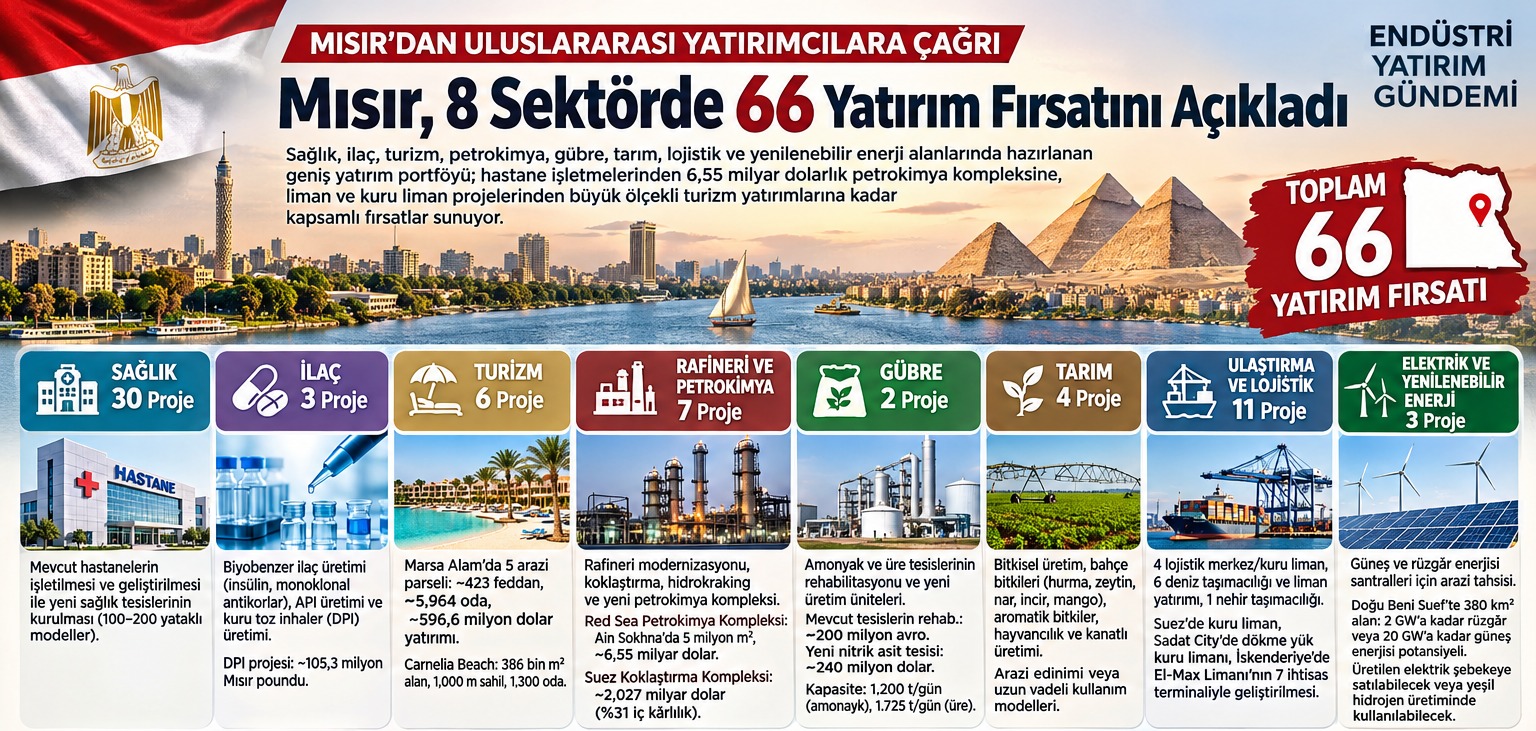 MISIR’DAN ULUSLARARASI YATIRIMCILARA ÇAĞRI
ENDÜSTRİ
YATIRIM
GÜNDEMİ
Mısır, 8 Sektörde 66 Yatırım Fırsatını Açıkladı
Sağlık, ilaç, turizm, petrokimya, gübre, tarım, lojistik ve yenilenebilir enerji alanlarında hazırlanan
geniş yatırım portföyü; hastane işletmelerinden 6,55 milyar dolarlık petrokimya kompleksine,
liman ve kuru liman projelerinden büyük ölçekli turizm yatırımlarına kadar
kapsamlı fırsatlar sunuyor.
TOPLAM
66
YATIRIM FIRSATI
SAĞLIK
30 Proje
HASTANE
Mevcut hastanelerin
işletilmesi ve geliştirilmesi
ile yeni sağlık tesislerinin
kurulması (100–200 yataklı
modeller).
İLAÇ
3 Proje
Biyobenzer ilaç üretimi
(insülin, monoklonal
antikorlar), API üretimi ve
kuru toz inhaler (DPI)
üretimi.
DPI projesi: ~105,3 milyon
Mısır poundu.
TURİZM
6 Proje
Marsa Alam’da 5 arazi
parseli: ~423 feddan,
~5,964 oda,
~596,6 milyon dolar
yatırımı.
Carnelia Beach: 386 bin m²
alan, 1,000 m sahil, 1,300 oda.
RAFİNERİ VE
PETROKİMYA
7 Proje
Rafineri modernizasyonu,
koklaştırma, hidrokraking
ve yeni petrokimya kompleksi.
Red Sea Petrokimya Kompleksi:
Ain Sokhna’da 5 milyon m²,
~6,55 milyar dolar.
Suez Koklaştırma Kompleksi:
~2,027 milyar dolar
(%31 iç kârlılık).
GÜBRE
2 Proje
Amonyak ve üre tesislerinin
rehabilitasyonu ve yeni
üretim üniteleri.
Mevcut tesislerin rehab.:
~200 milyon avro.
Yeni nitrik asit tesisi:
~240 milyon dolar.
Kapasite: 1,200 t/gün
(amonyak), 1.725 t/gün (üre).
TARIM
4 Proje
Bitkisel üretim, bahçe
bitkileri (hurma, zeytin,
nar, incir, mango),
aromatik bitkiler,
hayvancılık ve kanatlı
üretimi.
Arazi edinimi veya
uzun vadeli kullanım
modelleri.
ULAŞTIRMA
VE LOJİSTİK
11 Proje
4 lojistik merkez/kuru liman,
6 deniz taşımacılığı ve liman
yatırımı, 1 nehir taşımacılığı.
Suez’de kuru liman,
Sadat City’de dökme yük
kuru limanı, İskenderiye’de
El-Max Limanı’nın 7 ihtisas
terminaliyle geliştirilmesi.
ELEKTRİK VE
YENİLENEBİLİR
ENERJİ
3 Proje
Güneş ve rüzgâr enerjisi
santralleri için arazi tahsisi.
Doğu Beni Suef’te 380 km²
alan: 2 GW’a kadar rüzgâr
veya 20 GW’a kadar güneş
enerjisi potansiyeli.
Üretilen elektrik şebekeye
satılabilecek veya yeşil
hidrojen üretiminde
kullanılabilecek.